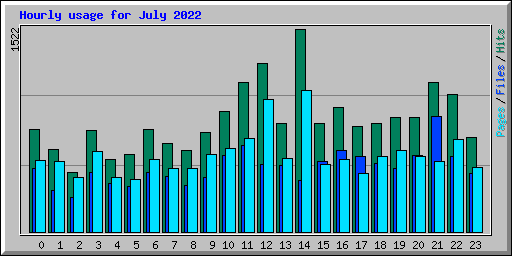 Hourly usage for July 2022
1522
Pages / Files / Hits
0 1 2 3 4 5 6 7 8 9 10 11 12 13 14 15 16 17 18 19 20 21 22 23